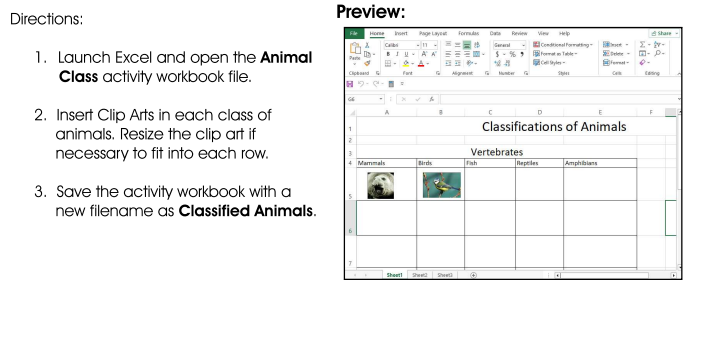 Directions:
1. Launch Excel and open the Animal
Class activity workbook file.
2. Insert Clip Arts in each class of
animals. Resize the clip art if
necessary to fit into each row.
3. Save the activity workbook with a
new filename as Classified Animals.
Preview:
File Home Insert Page Layout Formulas Data Review View Help Share
Calibri 11 General Conditional Formatting Insert
Paste B I U A Format as Table Delete
Cell Styles Format
Clipboard Font Alignment Number Styles Cells Editing
G6
A B C D E F
1 Classifications of Animals
2
3 Vertebrates
4 Mammals Birds Fish Reptiles Amphibians
5
6
7
Sheet1 Sheet2 Sheet3